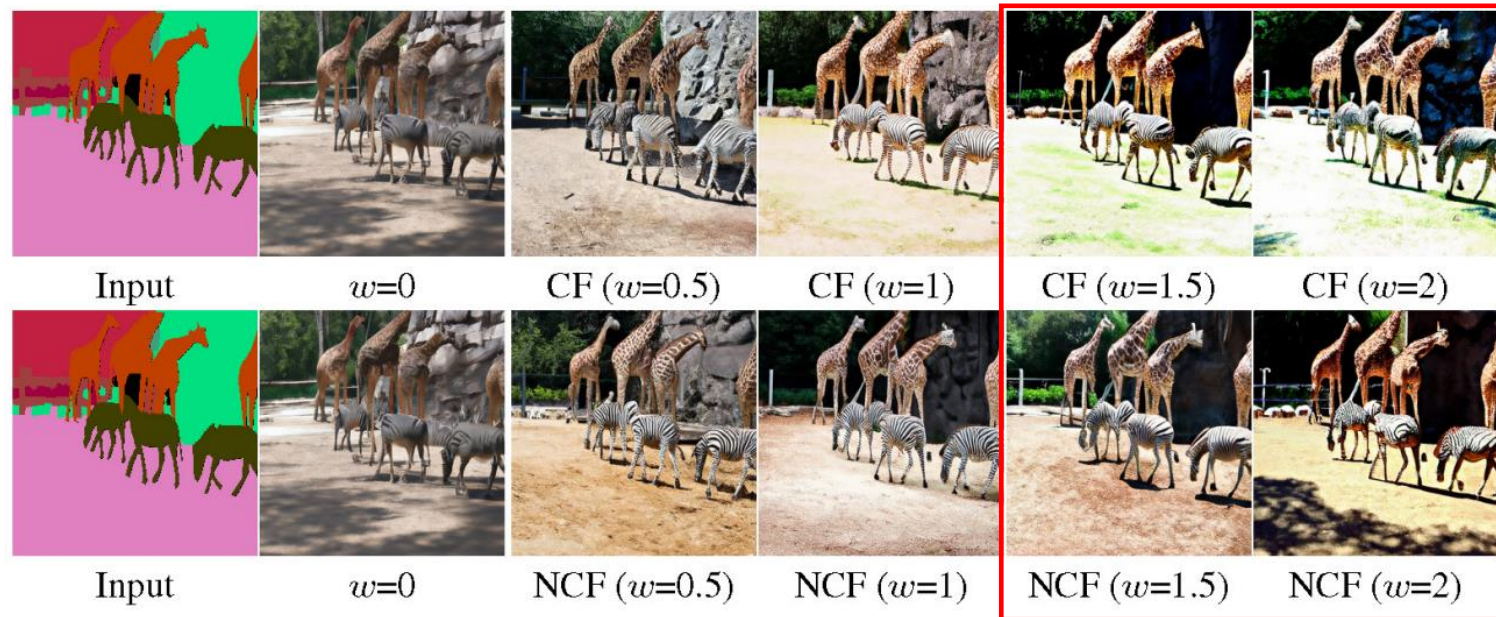 Input w=0 CF (w=0.5) CF (w=1) CF (w=1.5) CF (w=2)
Input w=0 NCF (w=0.5) NCF (w=1) NCF (w=1.5) NCF (w=2)